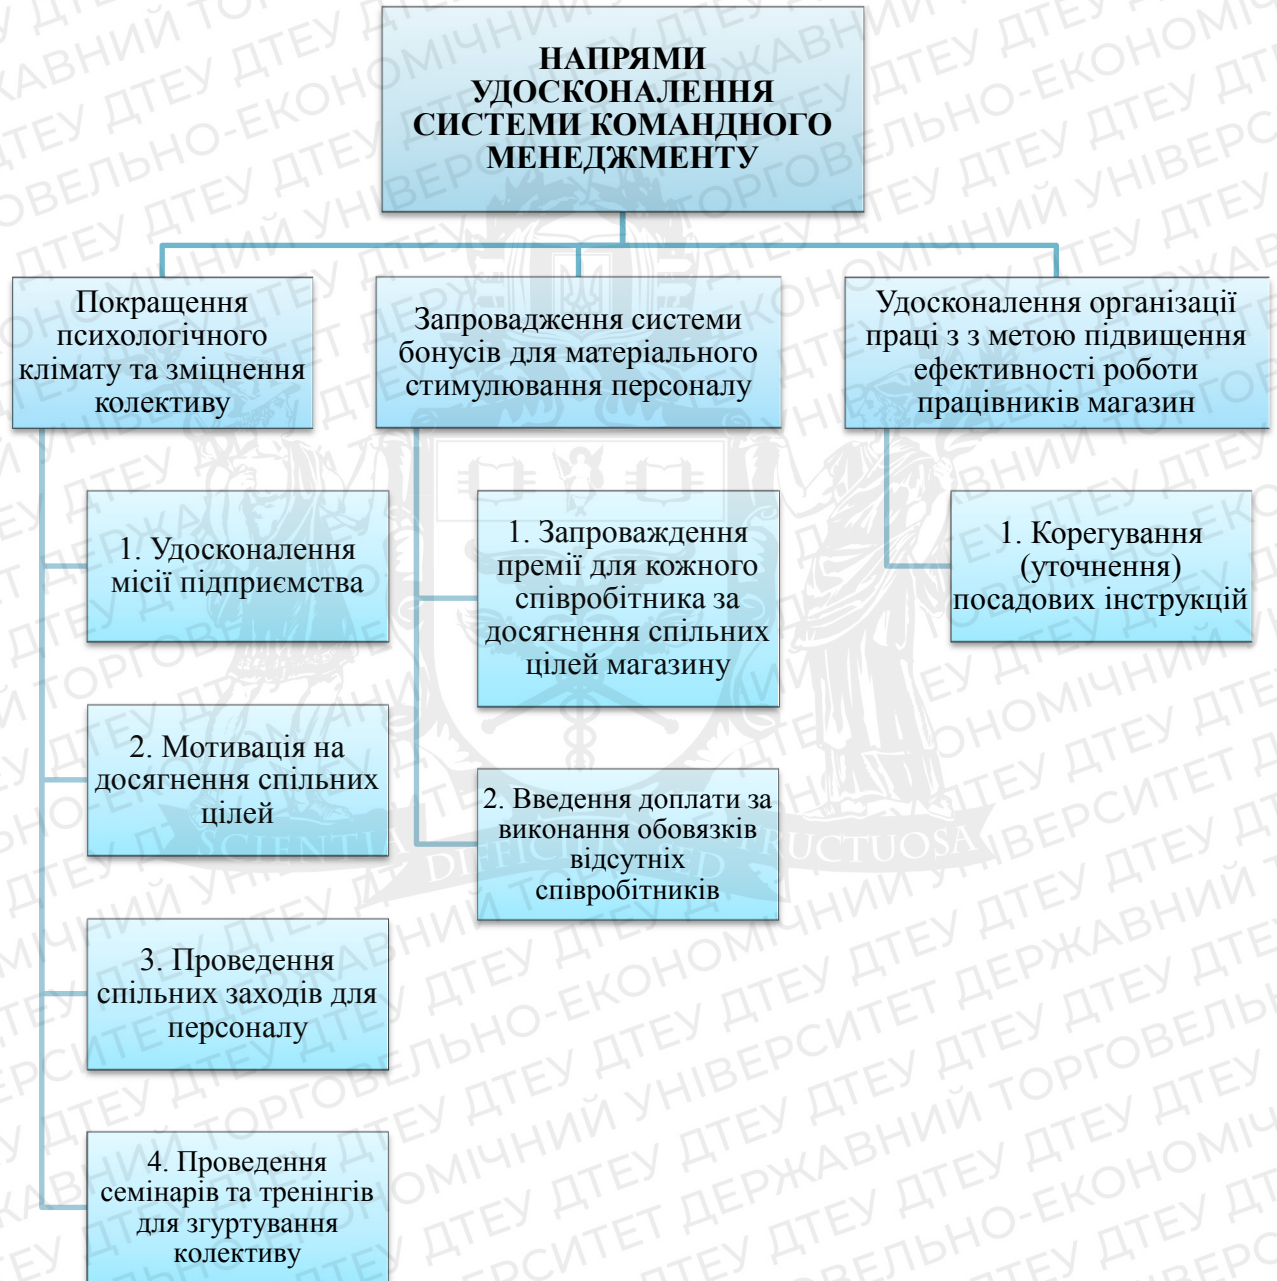 НАПРЯМИ
УДОСКОНАЛЕННЯ
СИСТЕМИ КОМАНДНОГО
МЕНЕДЖМЕНТУ
Покращення
психологічного
клімату та зміцнення
колективу
1. Удосконалення
місії підприємства
2. Мотивація на
досягнення спільних
цілей
3. Проведення
спільних заходів для
персоналу
4. Проведення
семінарів та тренінгів
для згуртування
колективу
Запровадження системи
бонусів для матеріального
стимулювання персоналу
1. Запроваждення
премії для кожного
співробітника за
досягнення спільних
цілей магазину
2. Введення доплати за
виконання обовязків
відсутніх
співробітників
Удосконалення організації
праці з з метою підвищення
ефективності роботи
працівників магазин
1. Корегування
(уточнення)
посадових інструкцій